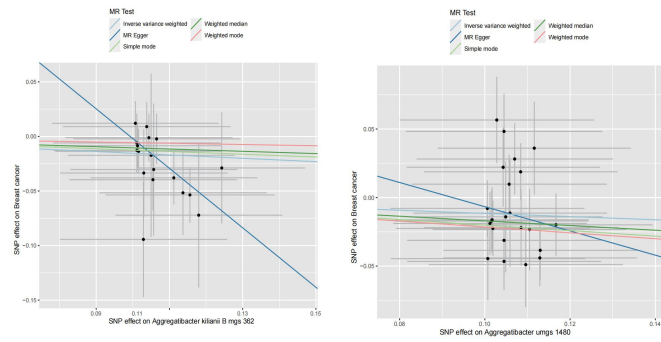 MR Test
Inverse variance weighted
Weighted median
MR Egger
Weighted mode
Simple mode
SNP effect on Breast cancer
0.05
0.00
−0.05
−0.10
−0.15
0.09
0.11
0.13
0.15
SNP effect on Aggregatibacter kilianii B mgs 362
MR Test
Inverse variance weighted
Weighted median
MR Egger
Weighted mode
Simple mode
SNP effect on Breast cancer
0.05
0.00
−0.05
0.08
0.10
0.12
0.14
SNP effect on Aggregatibacter umgs 1480